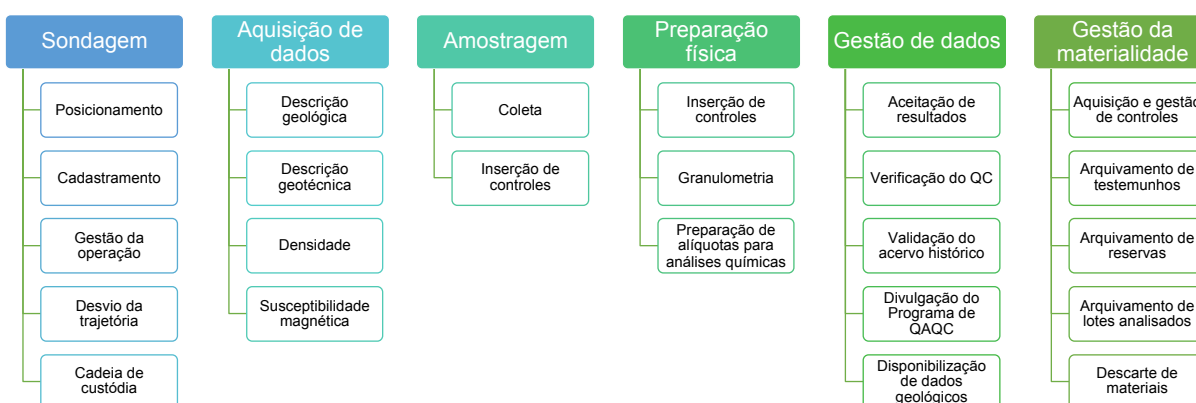 Sondagem
Posicionamento
Cadastramento
Gestão da
operação
Desvio da
trajetória
Cadeia de
custódia
Aquisição de
dados
Descrição
geológica
Descrição
geotécnica
Densidade
Susceptibilidade
magnética
Amostragem
Coleta
Inserção de
controles
Preparação
física
Inserção de
controles
Granulometria
Preparação de
alíquotas para
análises químicas
Gestão de dados
Aceitação de
resultados
Verificação do QC
Validação do
acervo histórico
Divulgação do
Programa de
QAQC
Disponibilização
de dados
geológicos
Gestão da
materialidade
Aquisição e gestão
de controles
Arquivamento de
testemunhos
Arquivamento de
reservas
Arquivamento de
lotes analisados
Descarte de
materiais